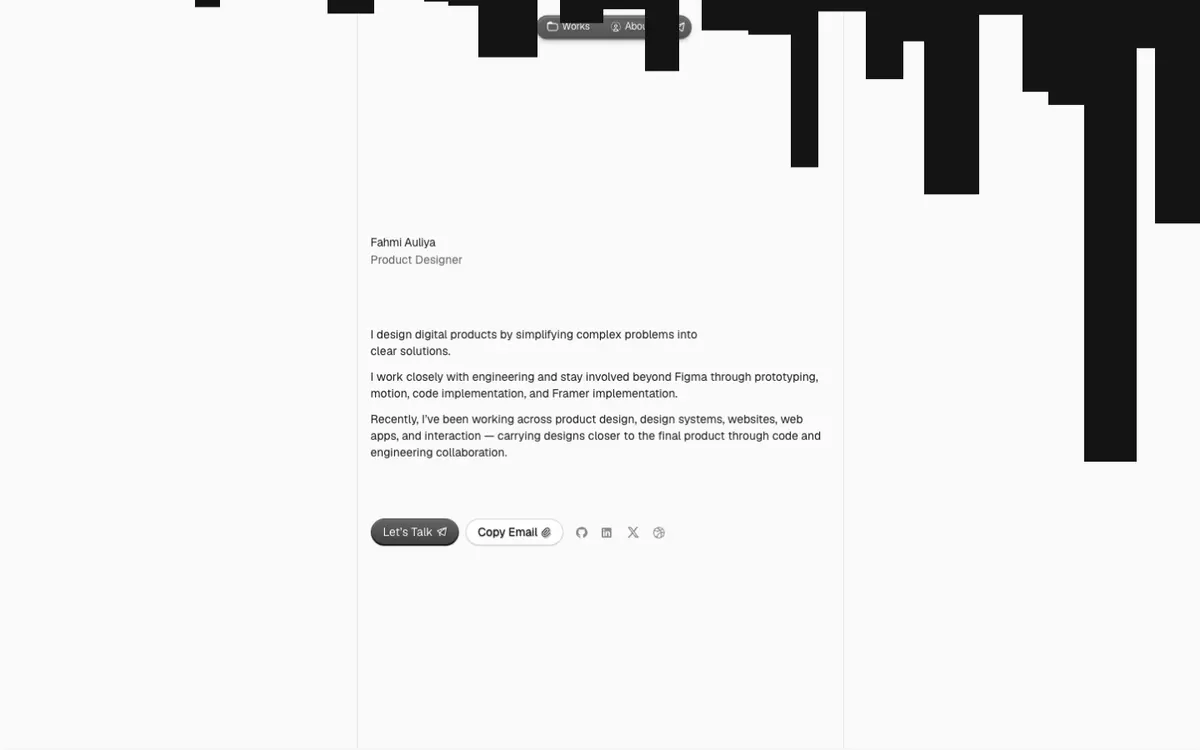 Works
Fahmi Auliya
Product Designer
I design digital products by simplifying complex problems into
clear solutions.
I work closely with engineering and stay involved beyond Figma through prototyping,
motion, code implementation, and Framer implementation.
Recently, I've been working across product design, design systems, websites, web
apps, and interaction — carrying designs closer to the final product through code and
engineering collaboration.
Let's Talk
Copy Email